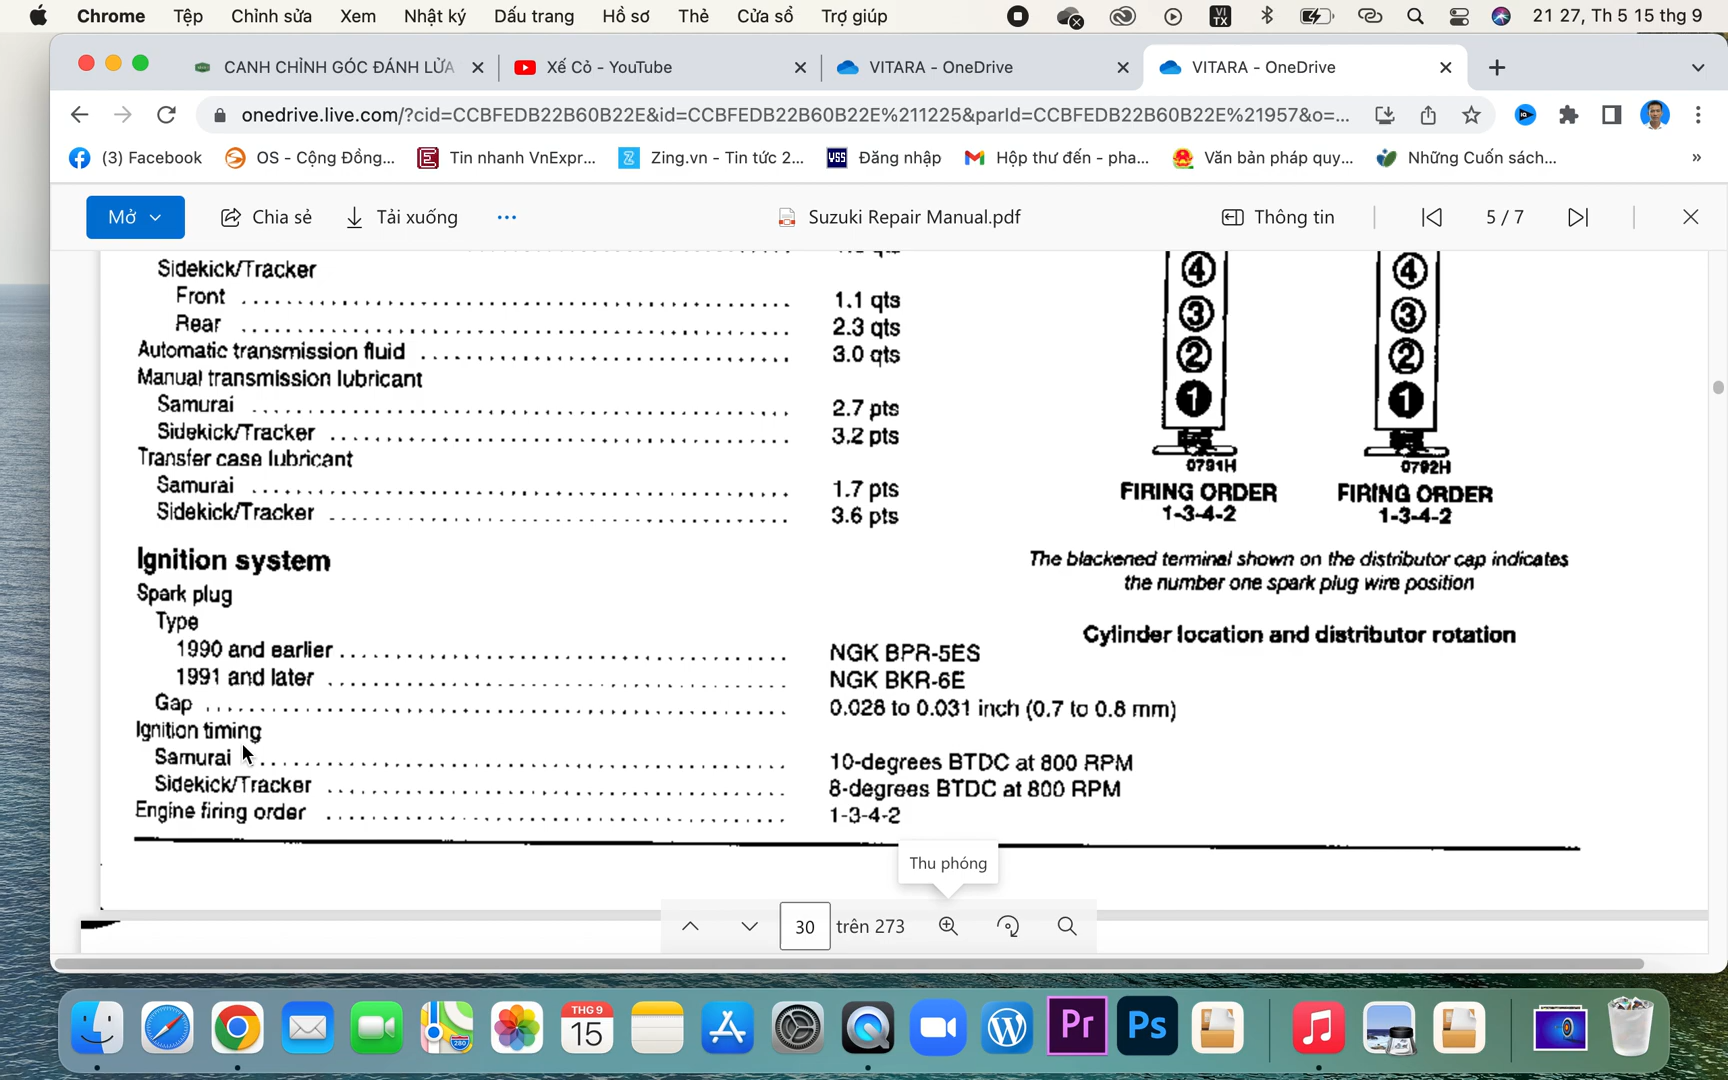 Chrome Tệp Chỉnh sửa Xem Nhật ký Dấu trang Hồ sơ Thẻ Cửa sổ Trợ giúp VI TX 21 27, Th 5 15 thg 9
CANH CHỈNH GÓC ĐÁNH LỬA Xế Cỏ - YouTube VITARA - OneDrive VITARA - OneDrive
onedrive.live.com/?cid=CCBFEDB22B60B22E&id=CCBFEDB22B60B22E%211225&parId=CCBFEDB22B60B22E%21957&o=...
(3) Facebook OS - Cộng Đồng... Tin nhanh VnExpr... Zing.vn - Tin tức 2... VSS Đăng nhập Hộp thư đến - pha... Văn bản pháp quy... Những Cuốn sách... »
Mở Chia sẻ Tải xuống ... Suzuki Repair Manual.pdf Thông tin 5 / 7
Sidekick/Tracker
Front 1.1 qts
Rear 2.3 qts
Automatic transmission fluid 3.0 qts
Manual transmission lubricant
Samurai 2.7 pts
Sidekick/Tracker 3.2 pts
Transfer case lubricant
Samurai 1.7 pts
Sidekick/Tracker 3.6 pts
Ignition system
Spark plug
Type
1990 and earlier NGK BPR-5ES
1991 and later NGK BKR-6E
Gap 0.028 to 0.031 inch (0.7 to 0.8 mm)
Ignition timing
Samurai 10-degrees BTDC at 800 RPM
Sidekick/Tracker 8-degrees BTDC at 800 RPM
Engine firing order 1-3-4-2
4 4
3 3
2 2
1 1
0791H 0792H
FIRING ORDER FIRING ORDER
1-3-4-2 1-3-4-2
The blackened terminal shown on the distributor cap indicates
the number one spark plug wire position
Cylinder location and distributor rotation
Thu phóng
30 trên 273
280 THG 9 15 Pr Ps